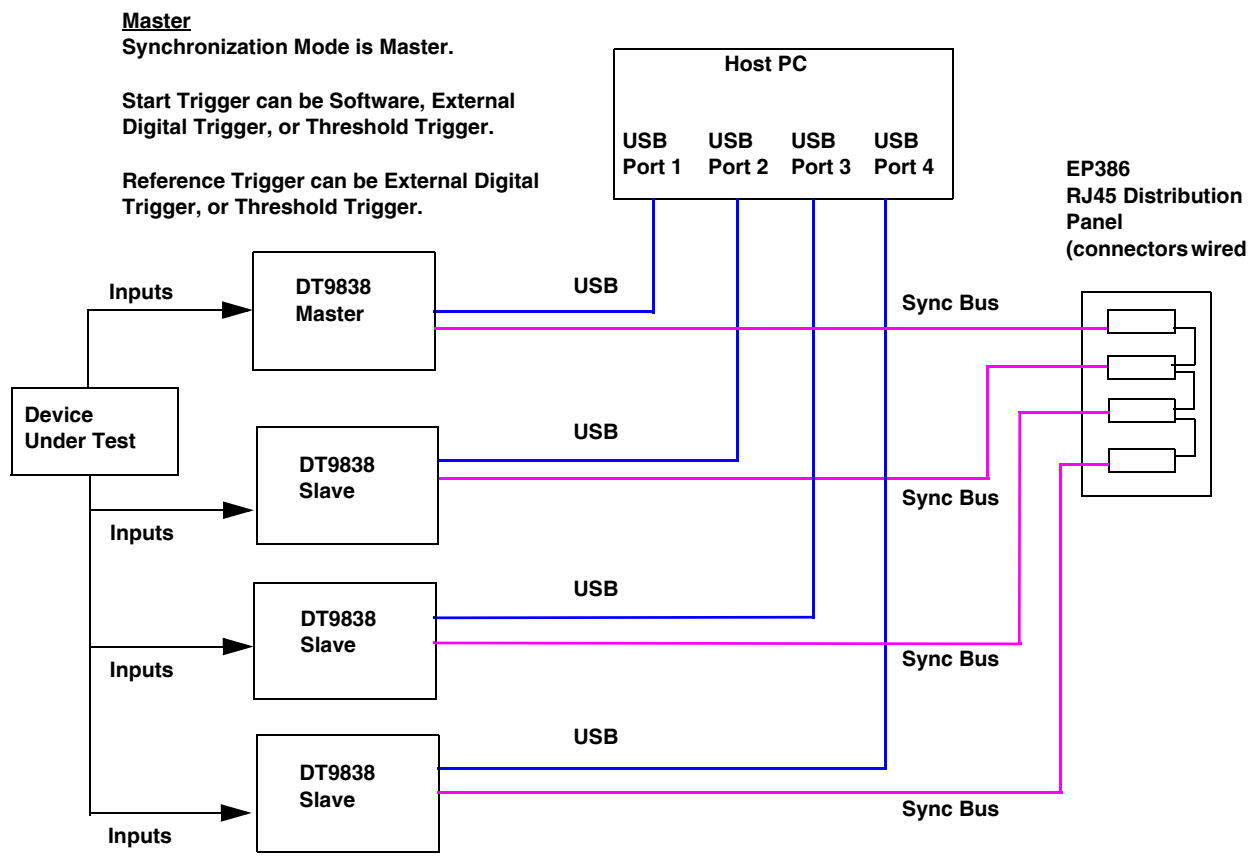 Master
Synchronization Mode is Master.
Start Trigger can be Software, External
Digital Trigger, or Threshold Trigger.
Reference Trigger can be External Digital
Trigger, or Threshold Trigger.
Host PC
USB
Port 1
USB
Port 2
USB
Port 3
USB
Port 4
EP386
RJ45 Distribution
Panel
(connectors wired
Inputs
DT9838
Master
USB
Sync Bus
Device
Under Test
DT9838
Slave
USB
Sync Bus
Inputs
DT9838
Slave
USB
Sync Bus
Inputs
DT9838
Slave
USB
Sync Bus
Inputs